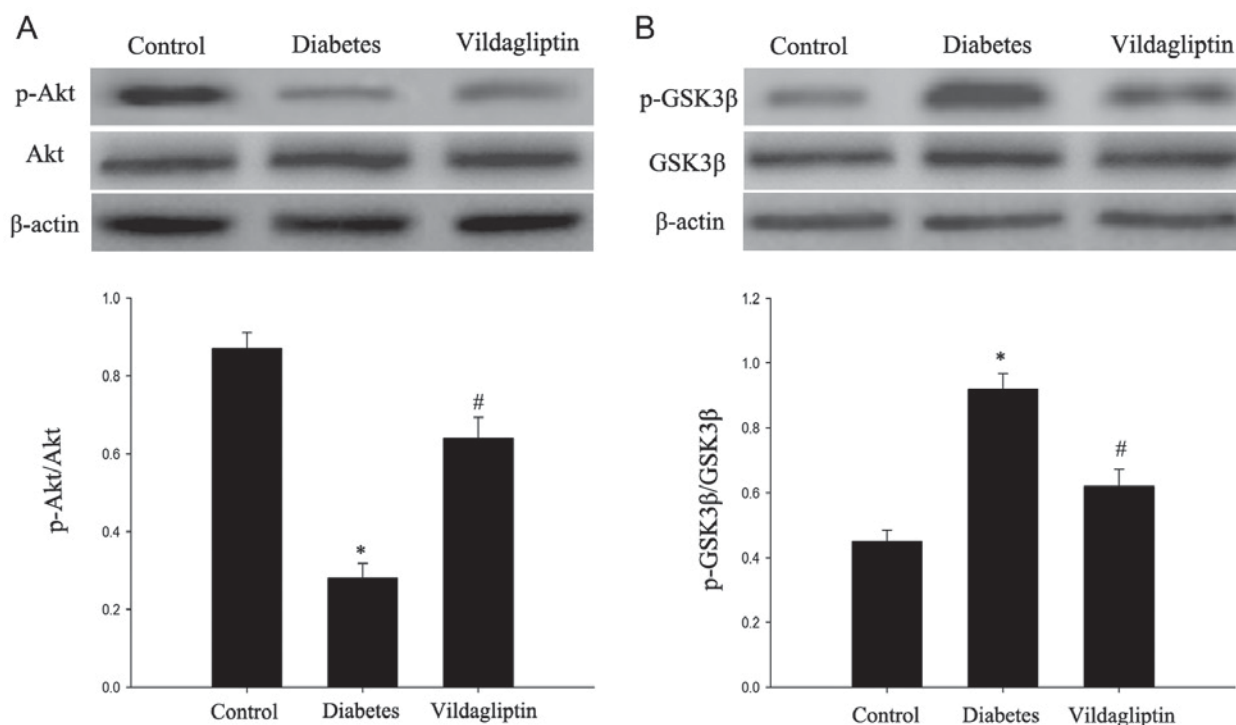 A
Control Diabetes Vildagliptin
p-Akt
Akt
β-actin
1.0
0.8
0.6
0.4
0.2
0.0
p-Akt/Akt
*
#
Control Diabetes Vildagliptin
B
Control Diabetes Vildagliptin
p-GSK3β
GSK3β
β-actin
1.2
1.0
0.8
0.6
0.4
0.2
0.0
p-GSK3β/GSK3β
*
#
Control Diabetes Vildagliptin